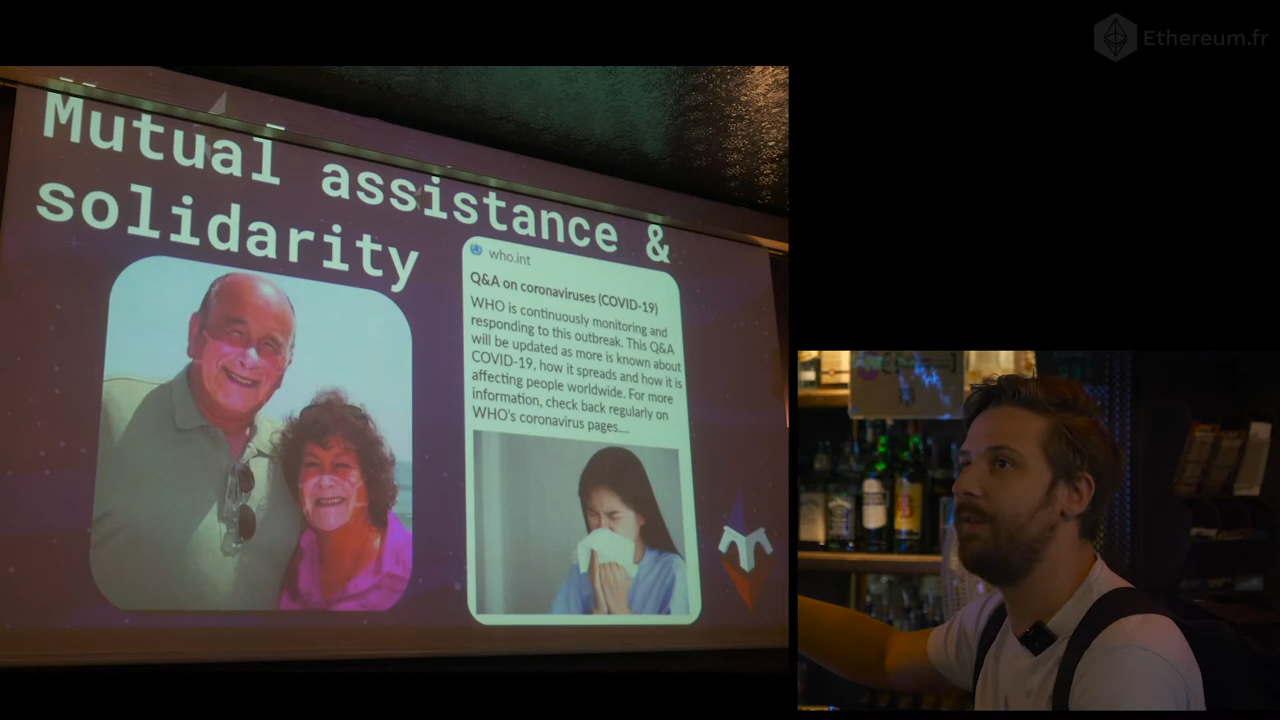 Ethereum.fr
Mutual assistance &
solidarity
who.int
Q&A on coronaviruses (COVID-19)
WHO is continuously monitoring and
responding to this outbreak. This Q&A
will be updated as more is known about
COVID-19, how it spreads and how it is
affecting people worldwide. For more
information, check back regularly on
WHO's coronavirus pages....